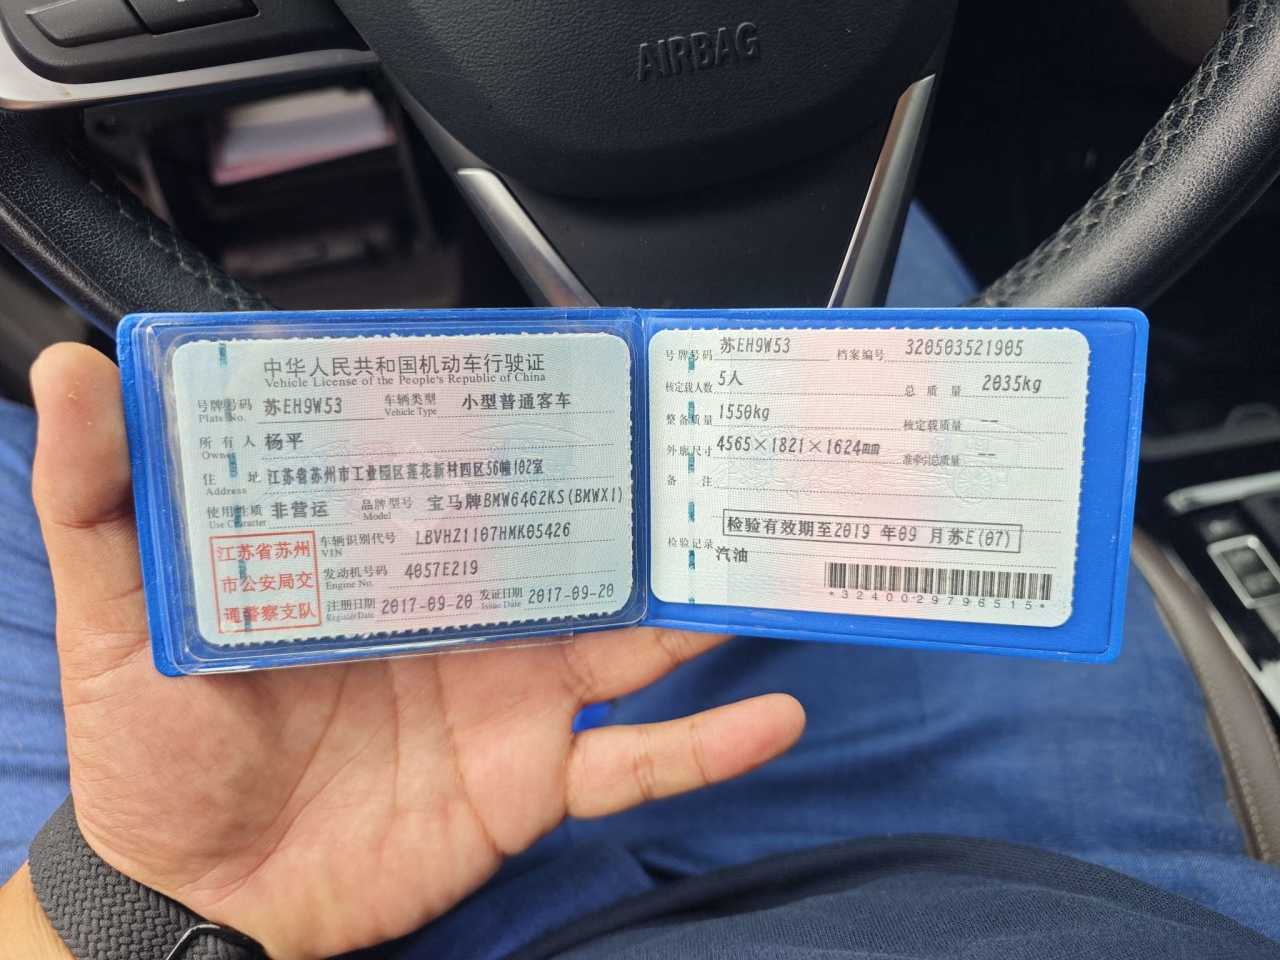 AIRBAG
中华人民共和国机动车行驶证
Vehicle License of the People's Republic of China
号牌号码 苏EH9W53 车辆类型 小型普通客车
Plate No. Vehicle Type
所有人 杨平
Owner
住址 江苏省苏州市工业园区莲花新村四区56幢102室
Address
使用性质 非营运 品牌型号 宝马牌BMW6462KS(BMWX1)
Use Character Model
江苏省苏州
市公安局交
通警察支队
车辆识别代号 LBVHZ1107HMK05426
VIN
发动机号码 4057E219
Engine No.
注册日期 2017-09-20 发证日期 2017-09-20
Register Date Issue Date
号牌号码 苏EH9W53 档案编号 320503521905
核定载人数 5人 总质量 2035kg
整备质量 1550kg 核定载质量 --
外廓尺寸 4565×1821×1624mm 准牵引总质量 --
备注
检验有效期至2019 年09 月苏E(07)
检验记录
汽油
*3240029796515*